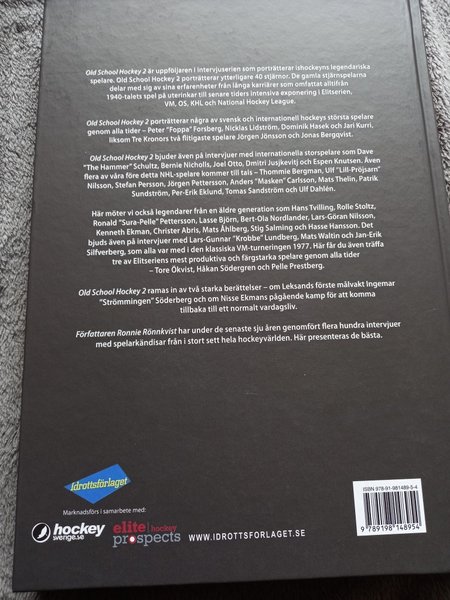 Old School Hockey 2 är uppföljaren i intervjuserien som porträtterar ishockeyns legendariska
spelare. Old School Hockey 2 porträtterar ytterligare 40 stjärnor. De gamla stjärnspelarna
delar med sig av sina erfarenheter från långa karriärer som omfattat alltifrån
1940-talets spel på uterinkar till senare tiders intensiva exponering i Elitserien,
VM, OS, KHL och National Hockey League.
Old School Hockey 2 porträtterar några av svensk och internationell hockeys största spelare
genom alla tider – Peter "Foppa" Forsberg, Nicklas Lidström, Dominik Hasek och Jari Kurri,
liksom Tre Kronors två flitigaste spelare Jörgen Jönsson och Jonas Bergqvist.
Old School Hockey 2 bjuder även på intervjuer med internationella storspelare som Dave
"The Hammer" Schultz, Bernie Nicholls, Joel Otto, Dmitri Jusjkevitj och Espen Knutsen. Även
flera av våra före detta NHL-spelare kommer till tals – Thommie Bergman, Ulf "Lill-Pröjsarn"
Nilsson, Stefan Persson, Jörgen Pettersson, Anders "Masken" Carlsson, Mats Thelin, Patrik
Sundström, Per-Erik Eklund, Tomas Sandström och Ulf Dahlén.
Här möter vi också legendarer från en äldre generation som Hans Tvilling, Rolle Stoltz,
Ronald "Sura-Pelle" Pettersson, Lasse Björn, Bert-Ola Nordlander, Lars-Göran Nilsson,
Kenneth Ekman, Christer Abris, Mats Åhlberg, Stig Salming och Hasse Hansson. Det
bjuds även på intervjuer med Lars-Gunnar "Krobbe" Lundberg, Mats Waltin och Jan-Erik
Silfverberg, som alla var med i den klassiska VM-turneringen 1977. Här får du även träffa
tre av Elitseriens mest produktiva och färgstarka spelare genom alla tider
– Tore Ökvist, Håkan Södergren och Pelle Prestberg.
Old School Hockey 2 ramas in av två starka berättelser – om Leksands förste målvakt Ingemar
"Strömmingen" Söderberg och om Nisse Ekmans pågående kamp för att komma
tillbaka till ett normalt vardagsliv.
Författaren Ronnie Rönnkvist har under de senaste sju åren genomfört flera hundra intervjuer
med spelarkändisar från i stort sett hela hockeyvärlden. Här presenteras de bästa.
Idrottsförlaget
Marknadsförs i samarbete med:
hockey
sverige.se
elite hockey
prospects
WWW.IDROTTSFORLAGET.SE
ISBN 978-91-981489-5-4
9 789198 148954